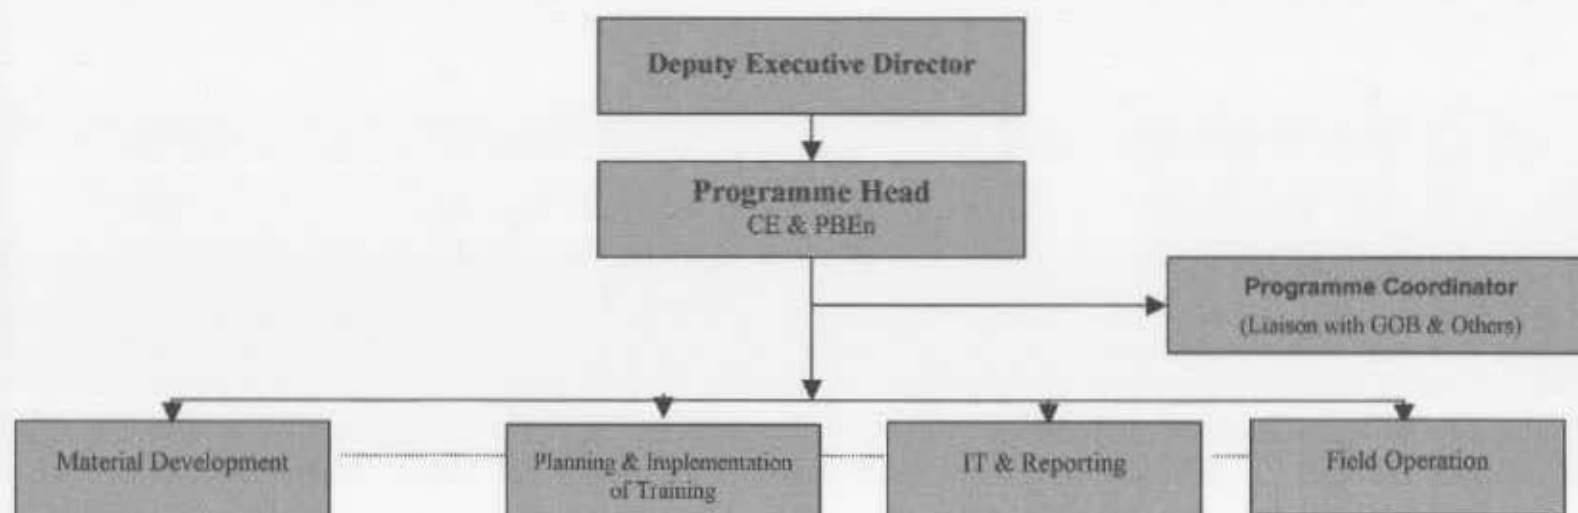 Deputy Executive Director
Programme Head
CE & PBEn
Programme Coordinator
(Liaison with GOB & Others)
Material Development
Planning & Implementation
of Training
IT & Reporting
Field Operation